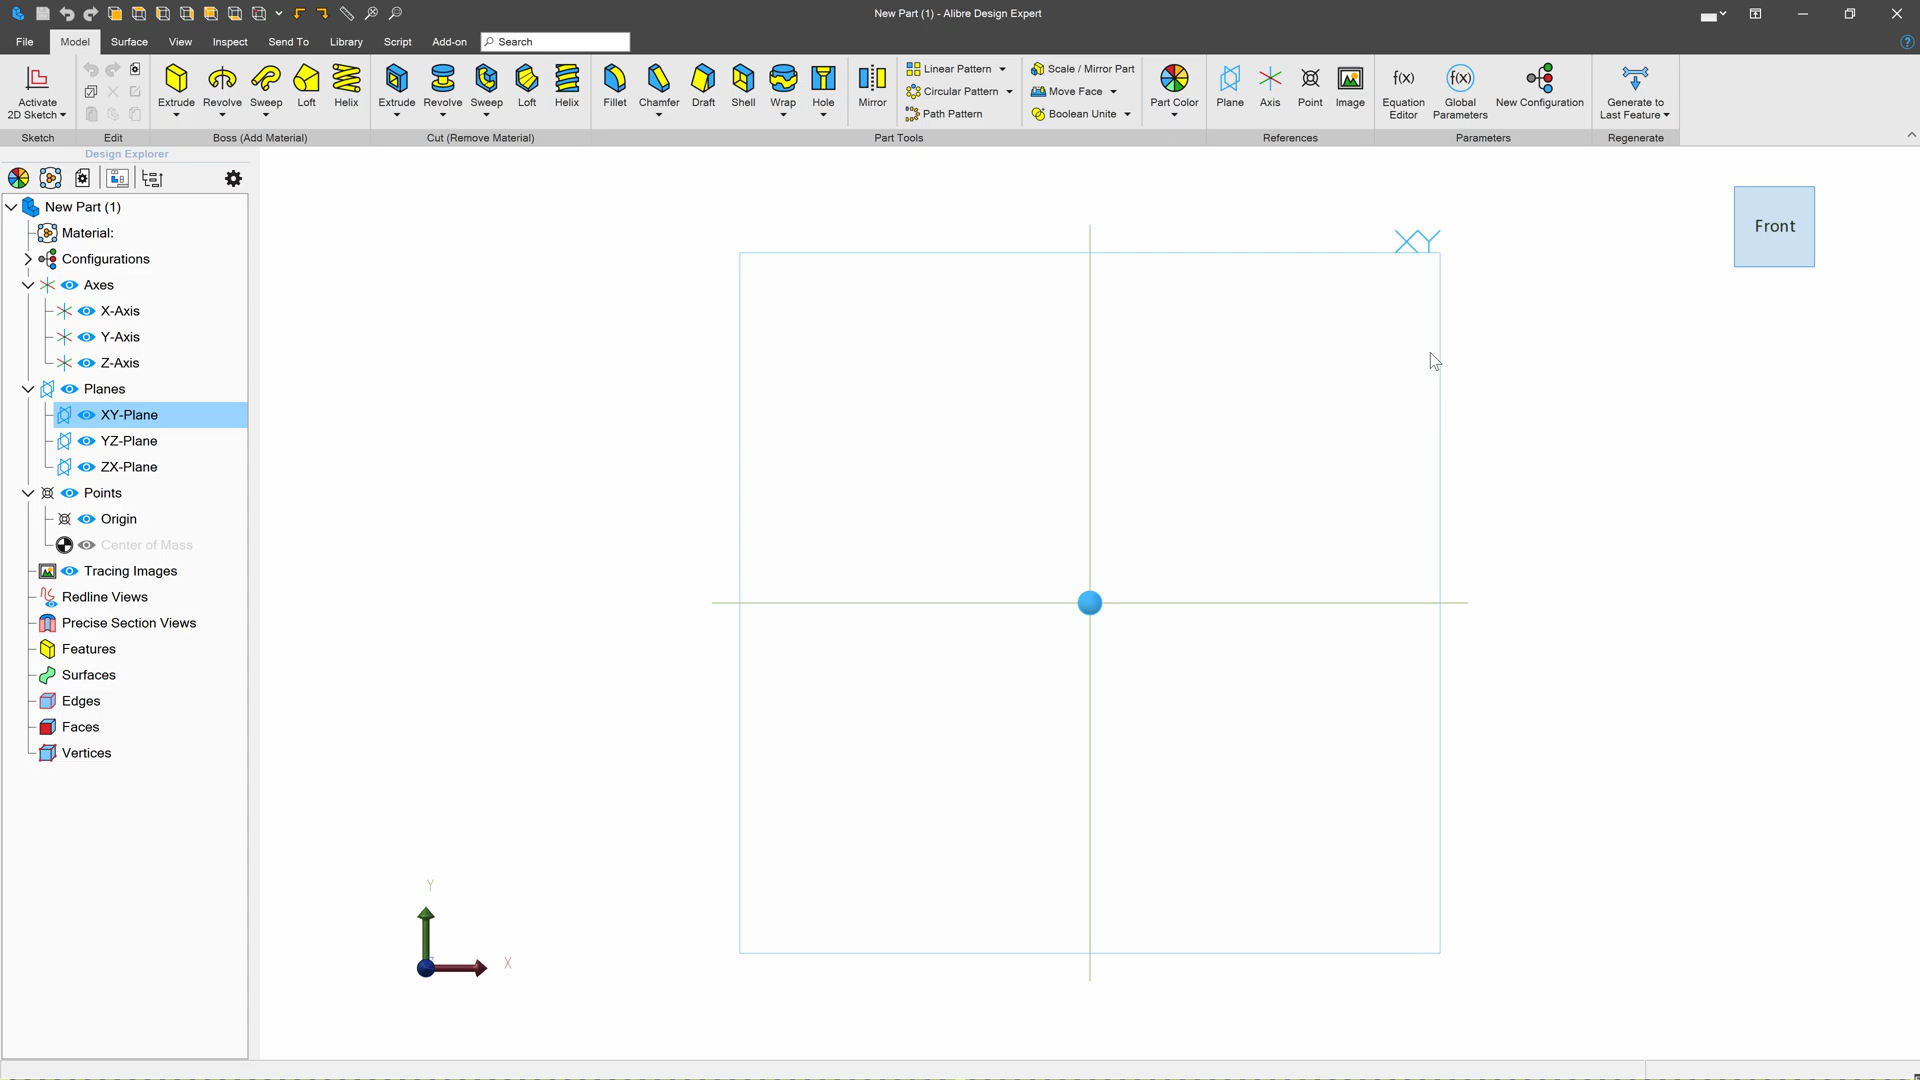 New Part (1) - Alibre Design Expert
File Model Surface View Inspect Send To Library Script Add-on Search
Activate 2D Sketch
Extrude Revolve Sweep Loft Helix
Extrude Revolve Sweep Loft Helix
Fillet Chamfer Draft Shell Wrap Hole Mirror
Linear Pattern
Circular Pattern
Path Pattern
Scale / Mirror Part
Move Face
Boolean Unite
Part Color
Plane Axis Point Image
Equation Editor
Global Parameters
New Configuration
Generate to Last Feature
Sketch Edit Boss (Add Material) Cut (Remove Material) Part Tools References Parameters Regenerate
Design Explorer
New Part (1)
Material:
Configurations
Axes
X-Axis
Y-Axis
Z-Axis
Planes
XY-Plane
YZ-Plane
ZX-Plane
Points
Origin
Center of Mass
Tracing Images
Redline Views
Precise Section Views
Features
Surfaces
Edges
Faces
Vertices
XY
Front
Y
X